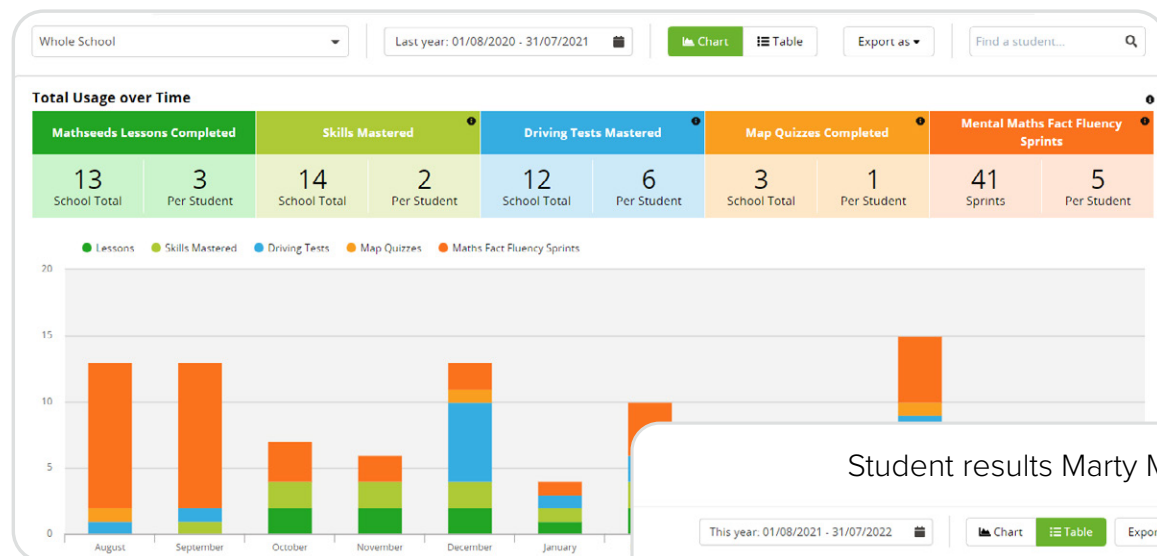 Whole School
Last year: 01/08/2020 - 31/07/2021
Chart
Table
Export as
Find a student...
Total Usage over Time
Mathseeds Lessons Completed
Skills Mastered
Driving Tests Mastered
Map Quizzes Completed
Mental Maths Fact Fluency
Sprints
13
School Total
3
Per Student
14
School Total
2
Per Student
12
School Total
6
Per Student
3
School Total
1
Per Student
41
Sprints
5
Per Student
Lessons
Skills Mastered
Driving Tests
Map Quizzes
Maths Fact Fluency Sprints
20
15
10
5
0
August
September
October
November
December
January
Student results Marty M
This year: 01/08/2021 - 31/07/2022
Chart
Table
Expor